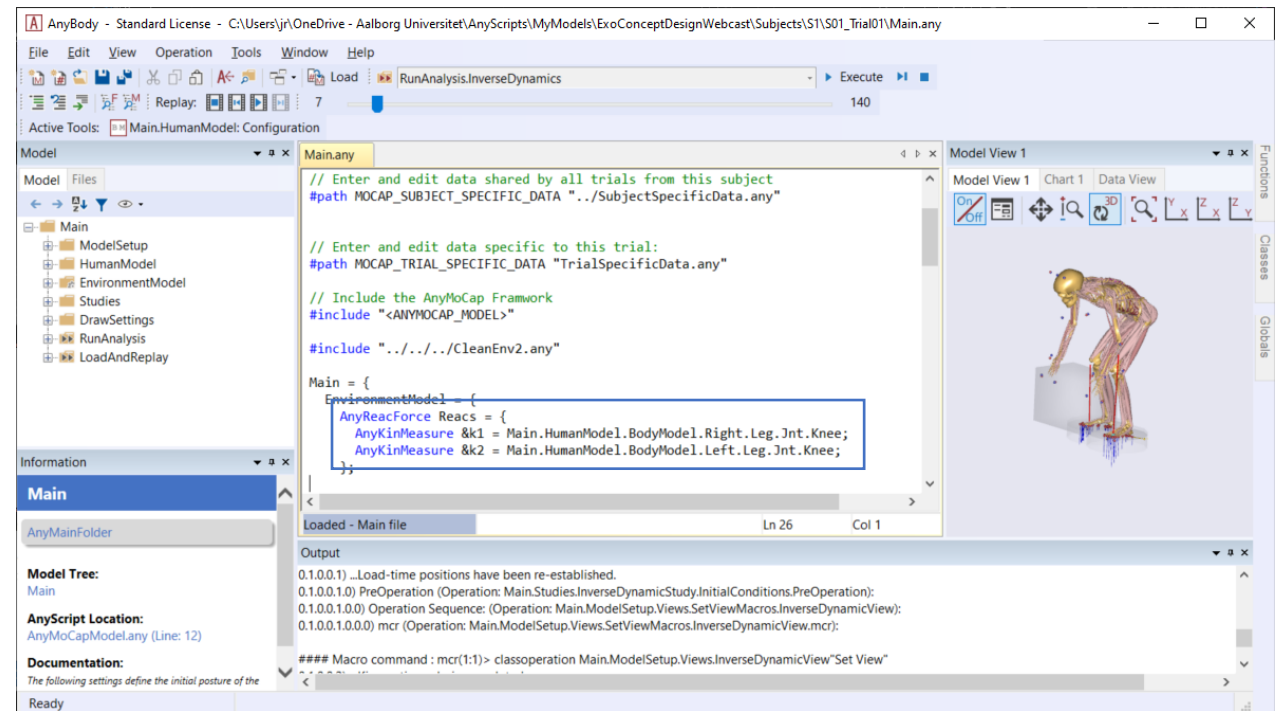 AnyBody - Standard License - C:\Users\jr\OneDrive - Aalborg Universitet\AnyScripts\MyModels\ExoConceptDesignWebcast\Subjects\S1\S01_Trial01\Main.any
File Edit View Operation Tools Window Help
Load RunAnalysis.InverseDynamics Execute
Replay: 7 140
Active Tools: Main.HumanModel: Configuration
Model
Model Files
Main
ModelSetup
HumanModel
EnvironmentModel
Studies
DrawSettings
RunAnalysis
LoadAndReplay
Information
Main
AnyMainFolder
Model Tree:
Main
AnyScript Location:
AnyMoCapModel.any (Line: 12)
Documentation:
The following settings define the initial posture of the
Main.any
// Enter and edit data shared by all trials from this subject
#path MOCAP_SUBJECT_SPECIFIC_DATA "../SubjectSpecificData.any"
// Enter and edit data specific to this trial:
#path MOCAP_TRIAL_SPECIFIC_DATA "TrialSpecificData.any"
// Include the AnyMoCap Framwork
#include "<ANYMOCAP_MODEL>"
#include "../../../CleanEnv2.any"
Main = {
EnvironmentModel = {
AnyReacForce Reacs = {
AnyKinMeasure &k1 = Main.HumanModel.BodyModel.Right.Leg.Jnt.Knee;
AnyKinMeasure &k2 = Main.HumanModel.BodyModel.Left.Leg.Jnt.Knee;
};
Loaded - Main file Ln 26 Col 1
Model View 1
Model View 1 Chart 1 Data View
On/Off 3D Y X Z X Z Y
Functions
Classes
Globals
Output
0.1.0.0.1) ...Load-time positions have been re-established.
0.1.0.0.1.0) PreOperation (Operation: Main.Studies.InverseDynamicStudy.InitialConditions.PreOperation):
0.1.0.0.1.0.0) Operation Sequence: (Operation: Main.ModelSetup.Views.SetViewMacros.InverseDynamicView):
0.1.0.0.1.0.0.0) mcr (Operation: Main.ModelSetup.Views.SetViewMacros.InverseDynamicView.mcr):
#### Macro command : mcr(1:1)> classoperation Main.ModelSetup.Views.InverseDynamicView"Set View"
Ready